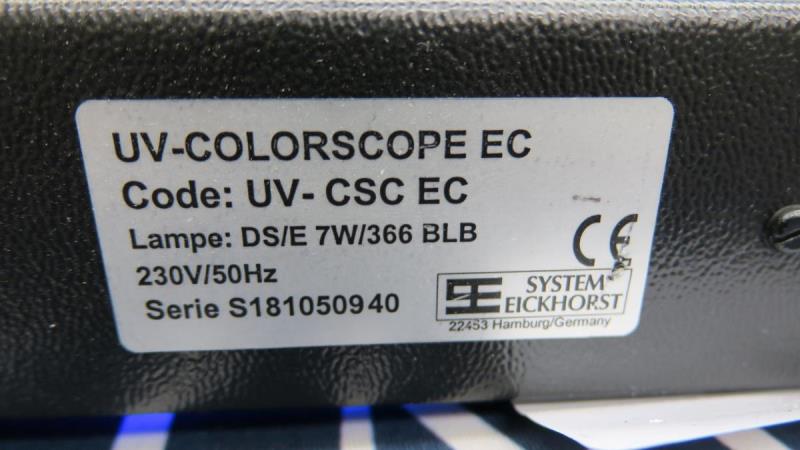 UV-COLORSCOPE EC
Code: UV- CSC EC
Lampe: DS/E 7W/366 BLB
230V/50Hz
Serie S181050940
CE
SYSTEM
EICKHORST
22453 Hamburg/Germany